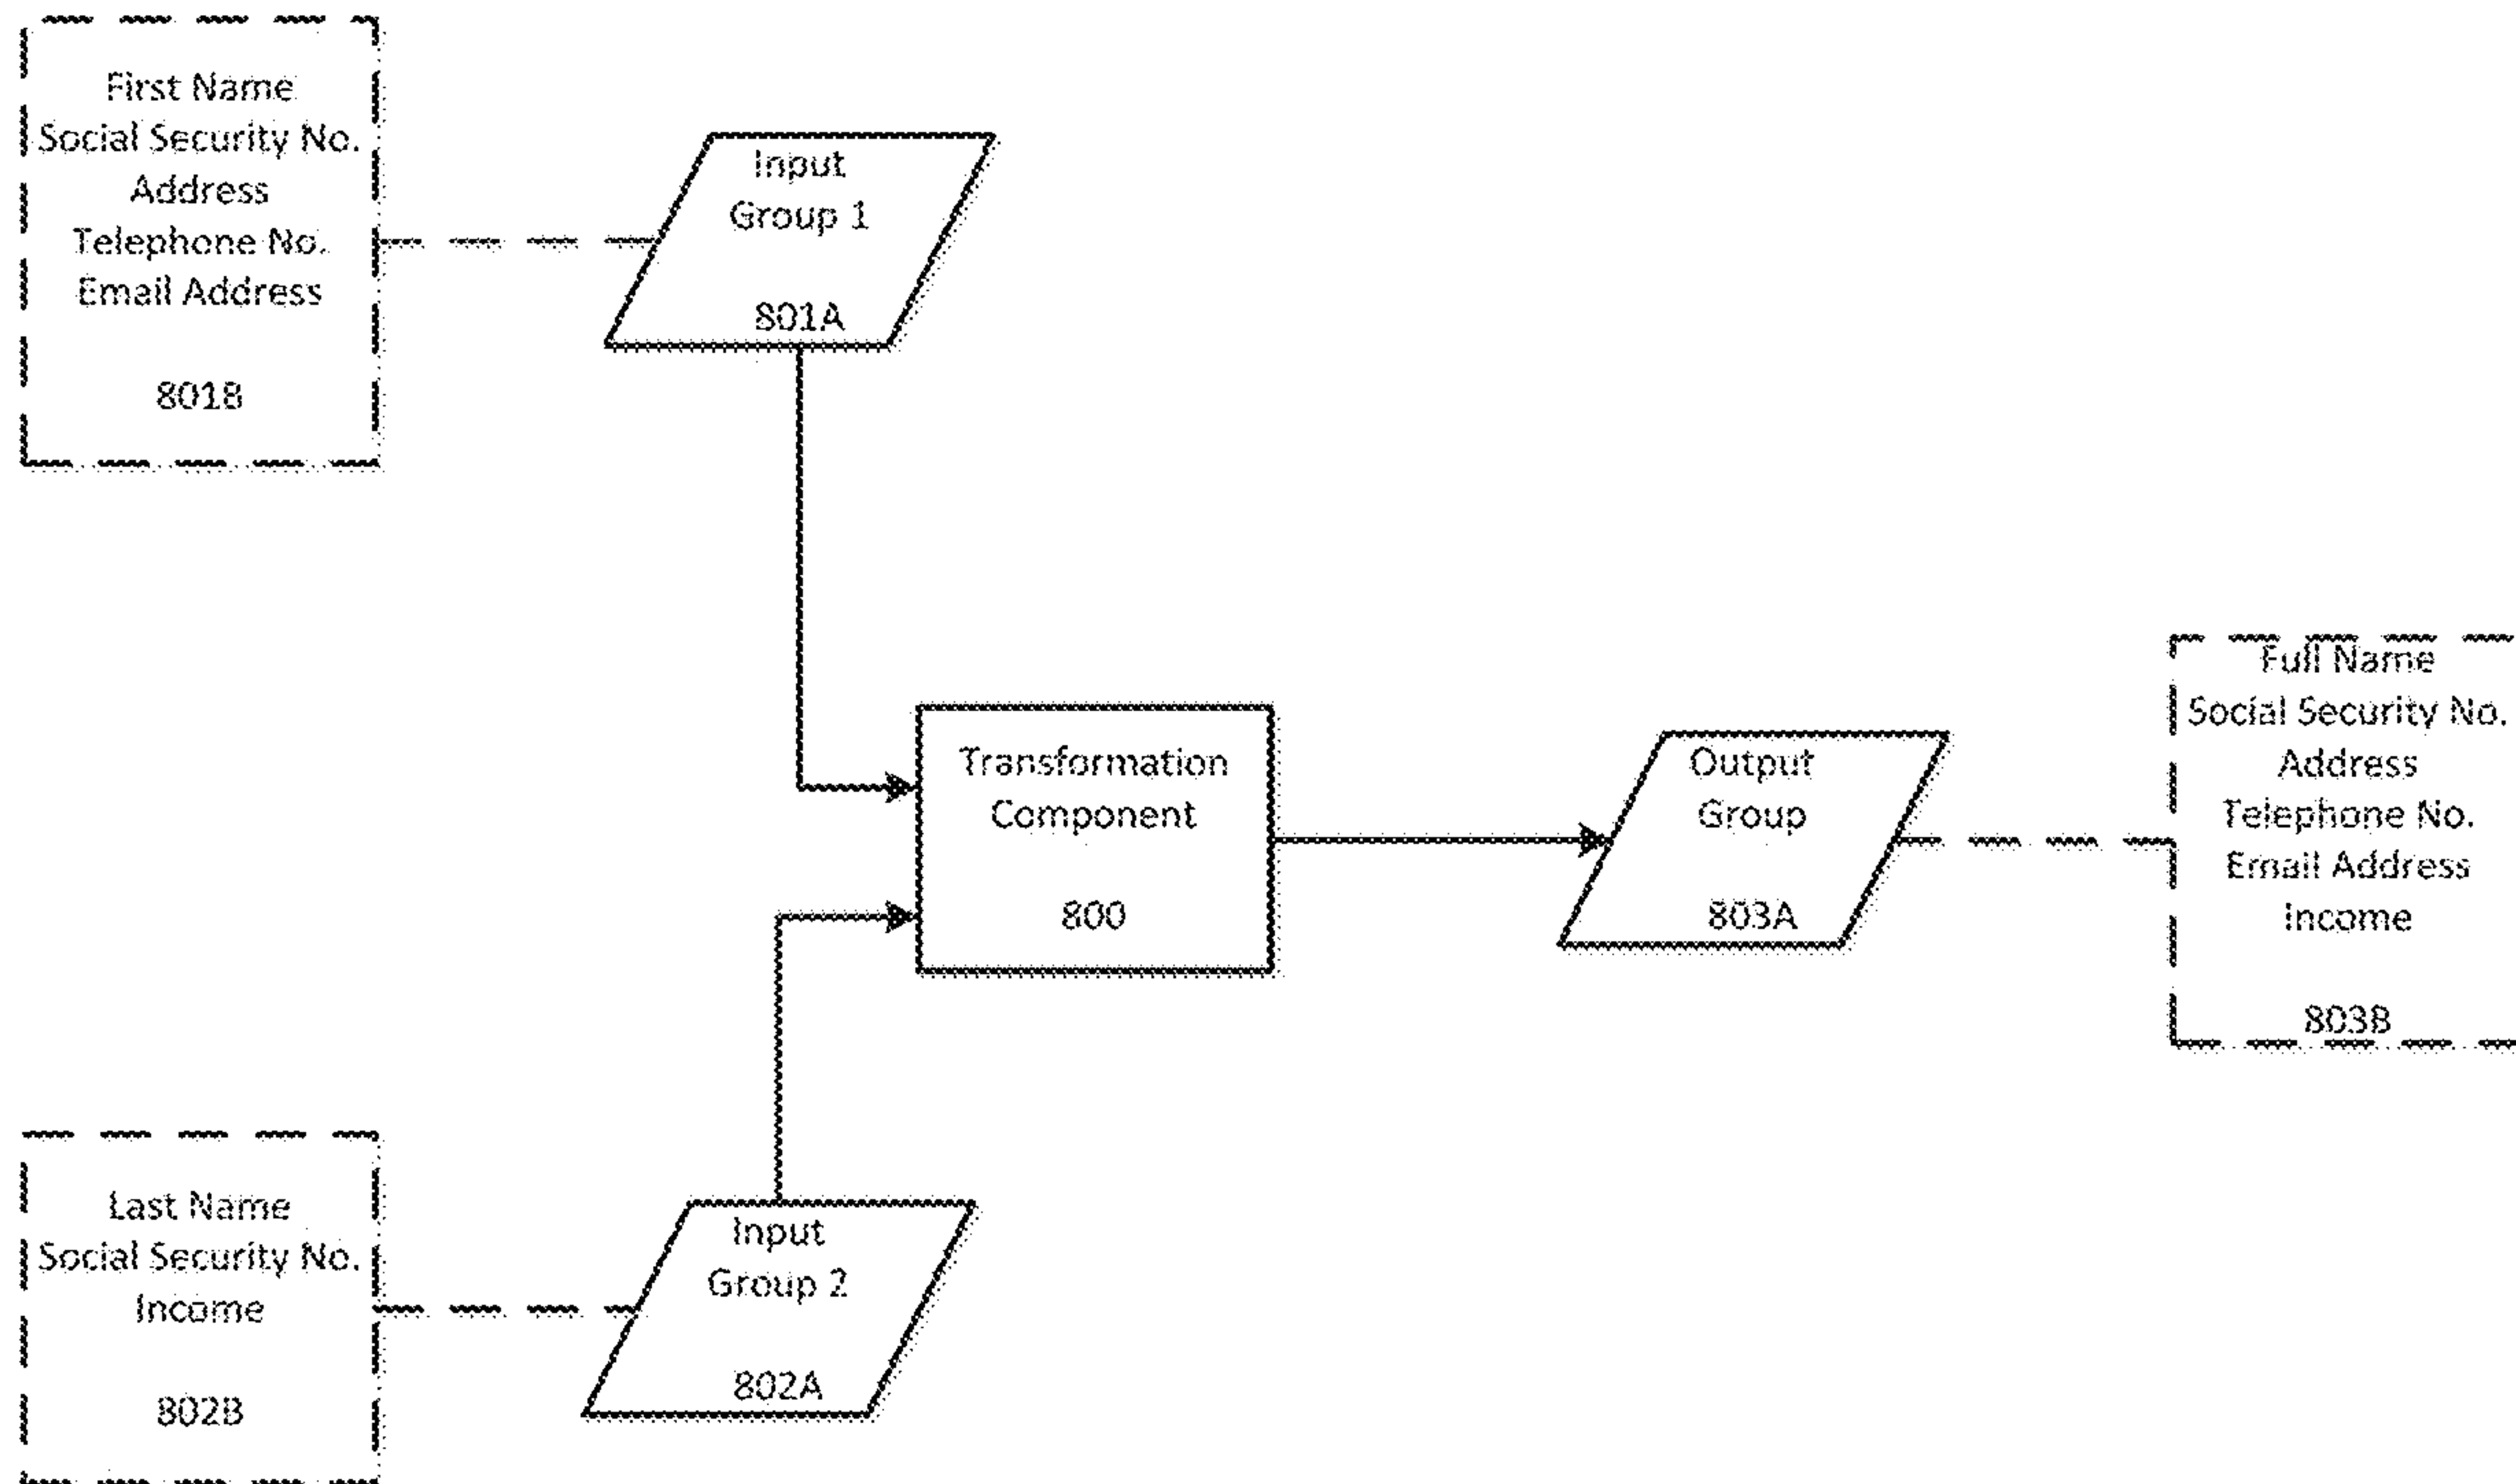 First Name
Social Security No.
Address
Telephone No.
Email Address
801B
Input
Group 1
801A
Transformation
Component
800
Output
Group
803A
Full Name
Social Security No.
Address
Telephone No.
Email Address
Income
803B
Last Name
Social Security No.
Income
802B
Input
Group 2
802A